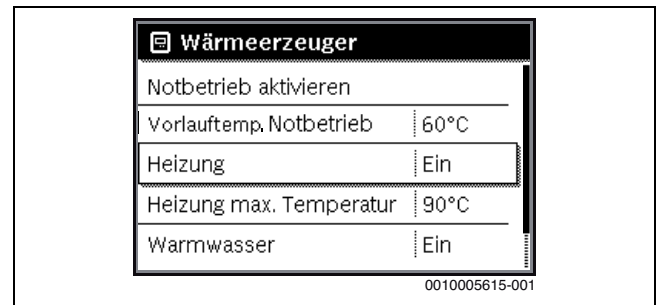 Wärmeerzeuger
Notbetrieb aktivieren
Vorlauftemp. Notbetrieb 60°C
Heizung Ein
Heizung max. Temperatur 90°C
Warmwasser Ein
0010005615-001